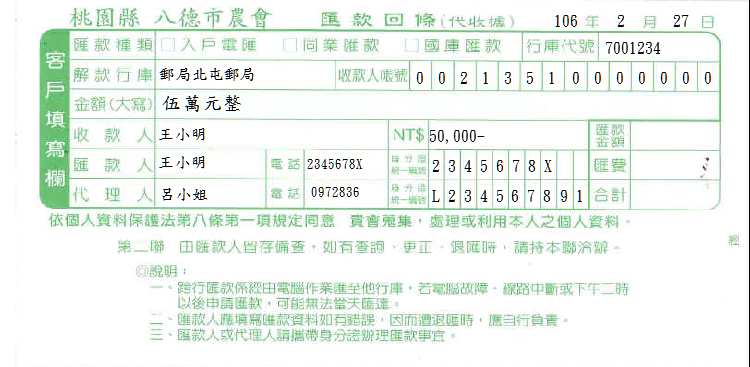 桃園縣 八德市農會 匯款回條(代收據) 106 年 2 月 27 日
客戶填寫欄
匯款種類 □入戶電匯 □同業匯款 □國庫匯款 行庫代號 7001234
解款行庫 郵局北屯郵局 收款人帳號 0 0 2 1 3 5 1 0 0 0 0 0 0 0
金額(大寫) 伍萬元整
收款人 王小明 NT$ 50,000- 匯款金額
匯款人 王小明 電話 2345678X 身分證統一編號 2 3 4 5 6 7 8 X 匯費
代理人 呂小姐 電話 0972836 身分證統一編號 L 2 3 4 5 6 7 8 9 1 合計
依個人資料保護法第八條第一項規定同意 貴會蒐集,處理或利用本人之個人資料。
第二聯 由匯款人留存備查,如有查詢、更正、退匯時,請持本聯洽辦。
◎說明:
一、跨行匯款係經由電腦作業匯至他行庫,若電腦故障、線路中斷或下午二時
以後申請匯款,可能無法當天匯達。
二、匯款人應填寫匯款資料如有錯誤,因而遭退匯時,應自行負責。
三、匯款人或代理人請攜帶身分證辦理匯款事宜。